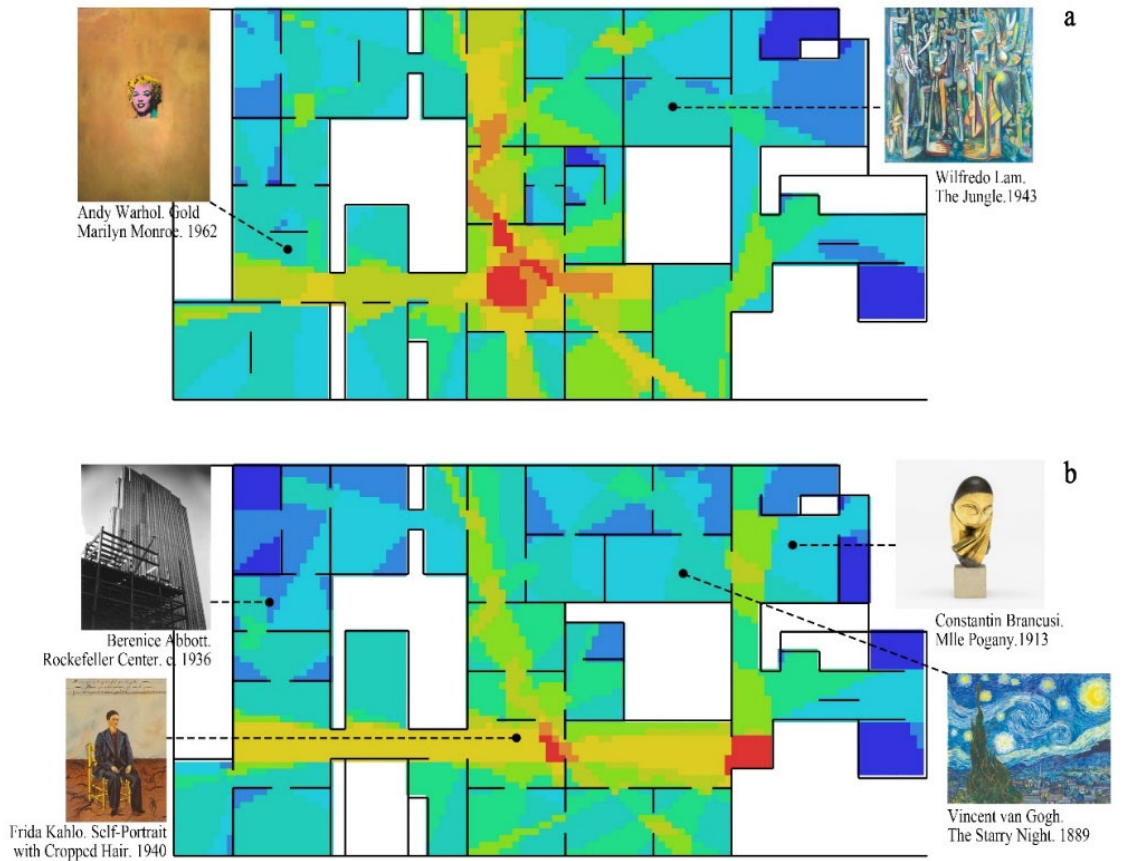 a
Andy Warhol. Gold
Marilyn Monroe. 1962
Wilfredo Lam.
The Jungle.1943
b
Berenice Abbott.
Rockefeller Center. c. 1936
Constantin Brancusi.
Mlle Pogany.1913
Frida Kahlo. Self-Portrait
with Cropped Hair. 1940
Vincent van Gogh.
The Starry Night. 1889